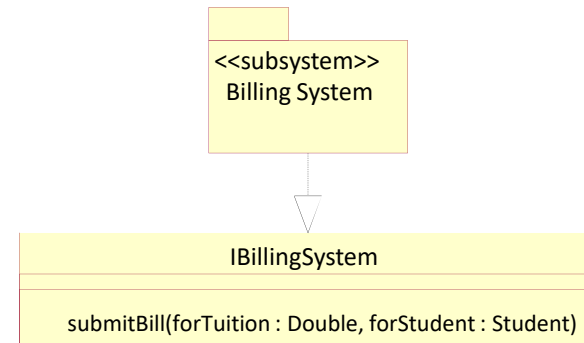 <<subsystem>>
Billing System
IBillingSystem
submitBill(forTuition : Double, forStudent : Student)